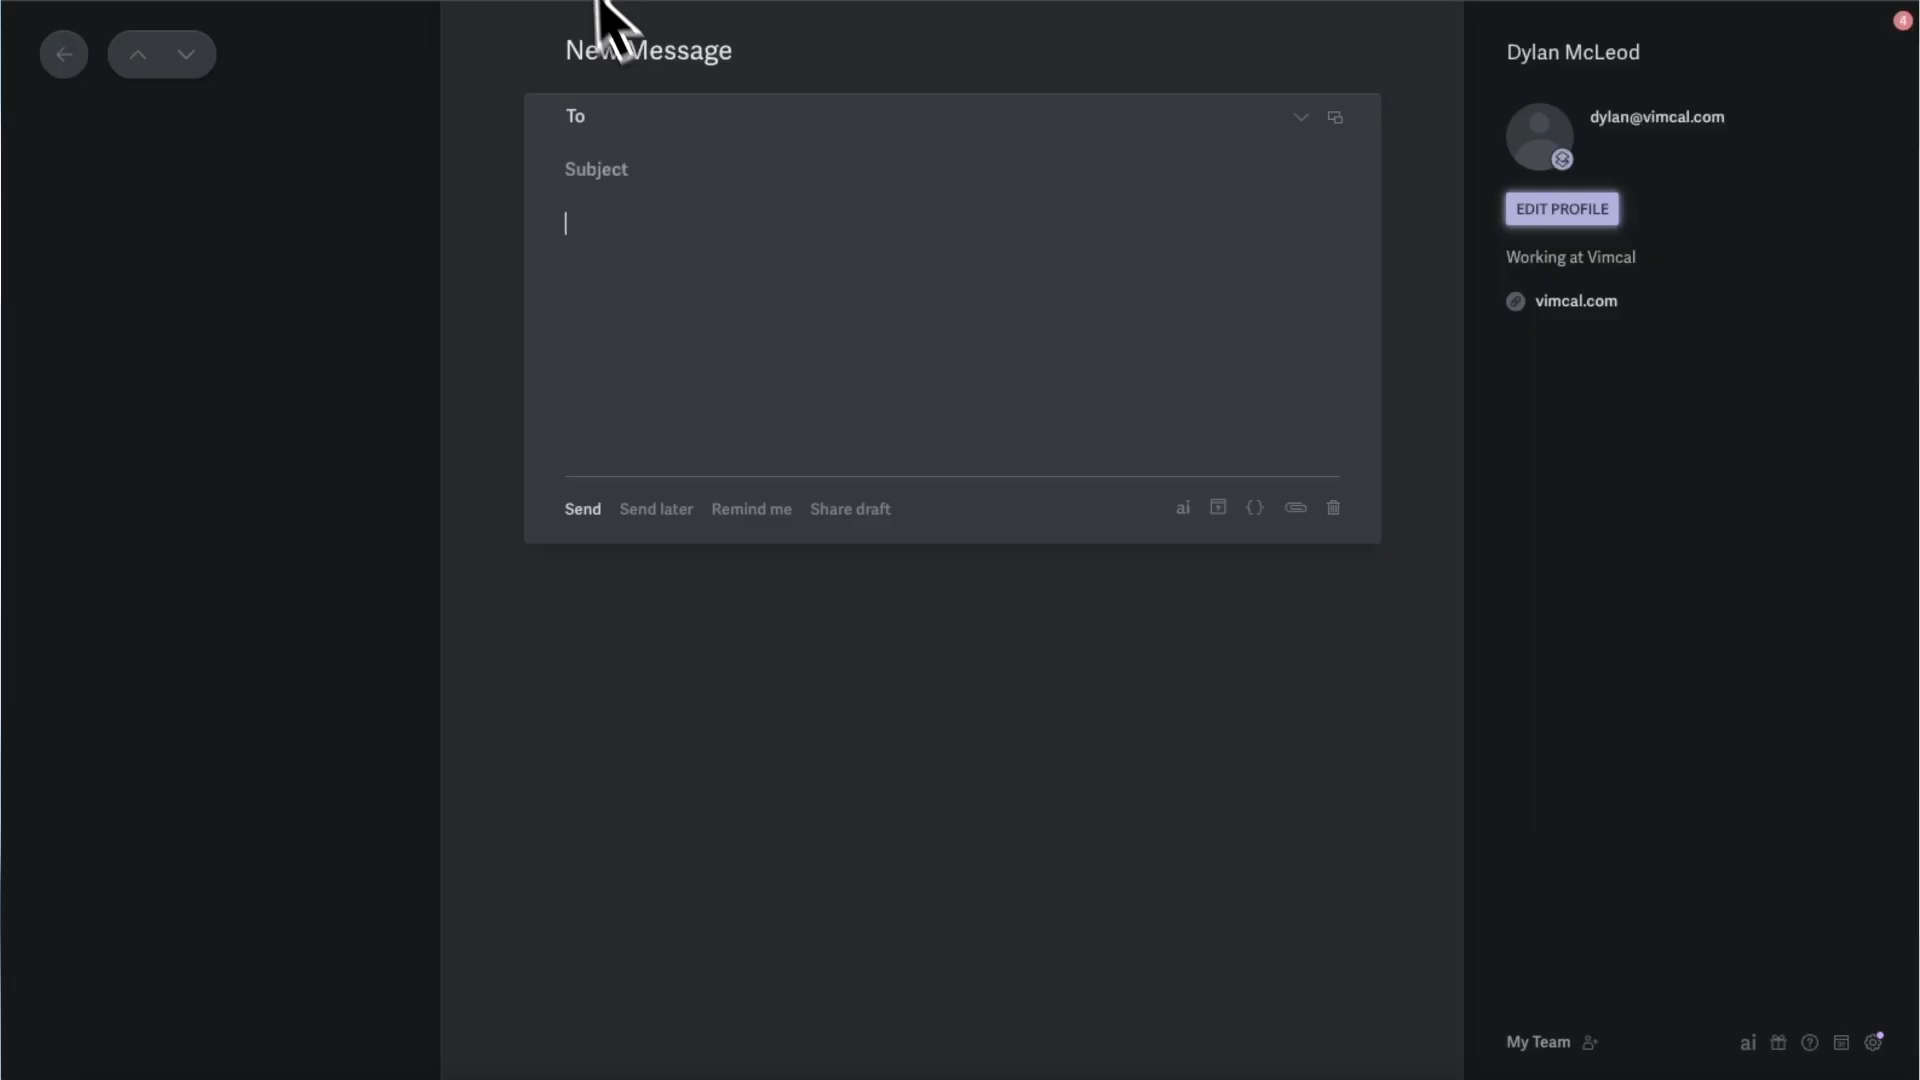 New Message
To
Subject
Send Send later Remind me Share draft
ai {}
4
Dylan McLeod
dylan@vimcal.com
EDIT PROFILE
Working at Vimcal
vimcal.com
My Team
ai ?